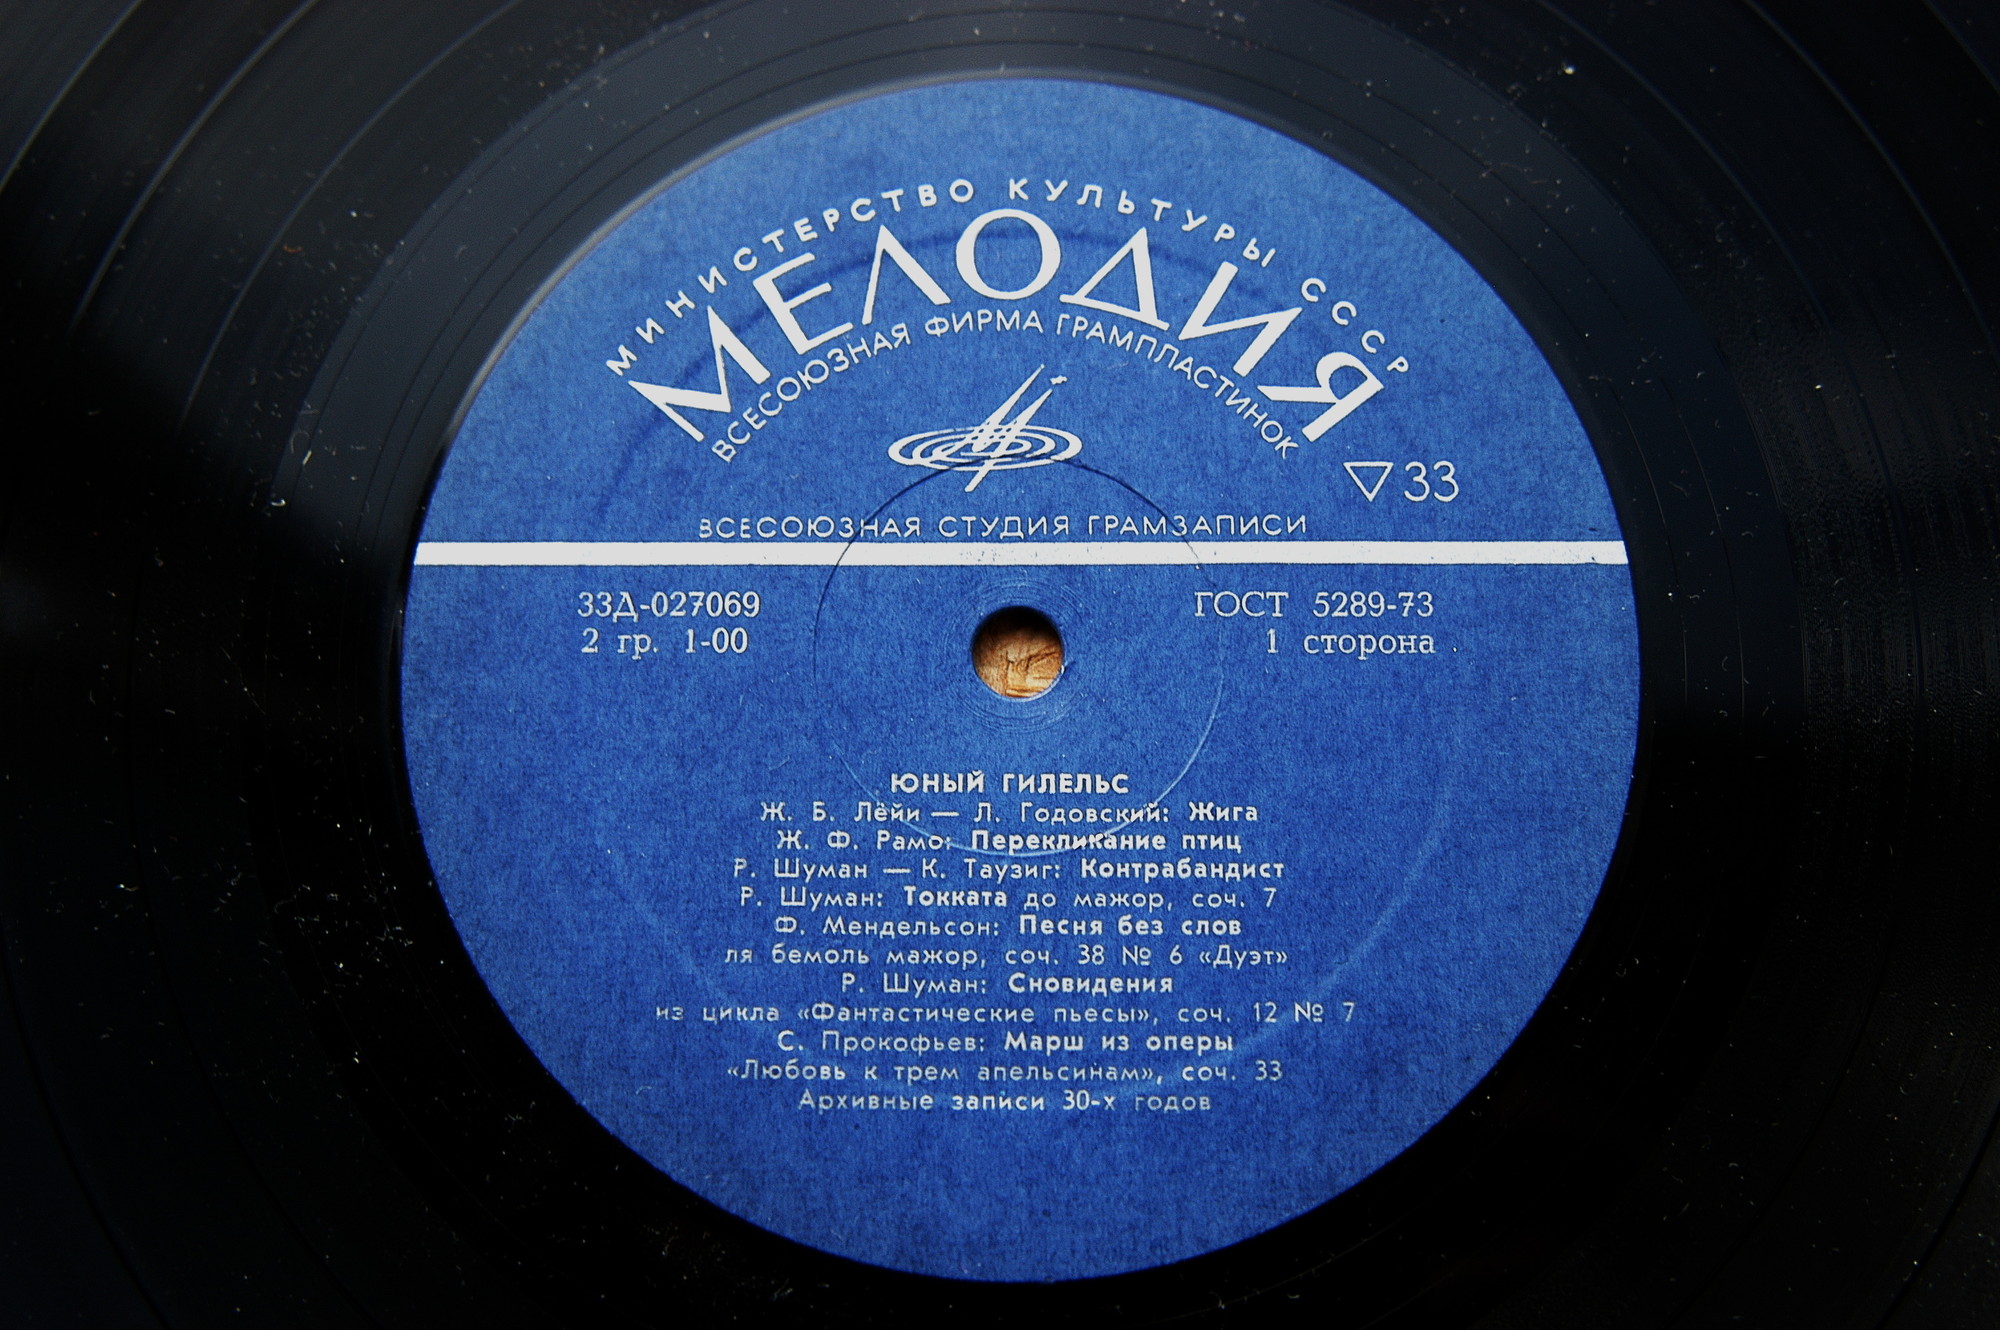 МИНИСТЕРСТВО КУЛЬТУРЫ СССР
МЕЛОДИЯ
ВСЕСОЮЗНАЯ ФИРМА ГРАМПЛАСТИНОК
▽33
ВСЕСОЮЗНАЯ СТУДИЯ ГРАМЗАПИСИ
33Д-027069 ГОСТ 5289-73
2 гр. 1-00 1 сторона
ЮНЫЙ ГИЛЕЛЬС
Ж. Б. Лёйи — Л. Годовский: Жига
Ж. Ф. Рамо: Перекликание птиц
Р. Шуман — К. Таузиг: Контрабандист
Р. Шуман: Токката до мажор, соч. 7
Ф. Мендельсон: Песня без слов
ля бемоль мажор, соч. 38 № 6 «Дуэт»
Р. Шуман: Сновидения
из цикла «Фантастические пьесы», соч. 12 № 7
С. Прокофьев: Марш из оперы
«Любовь к трем апельсинам», соч. 33
Архивные записи 30-х годов